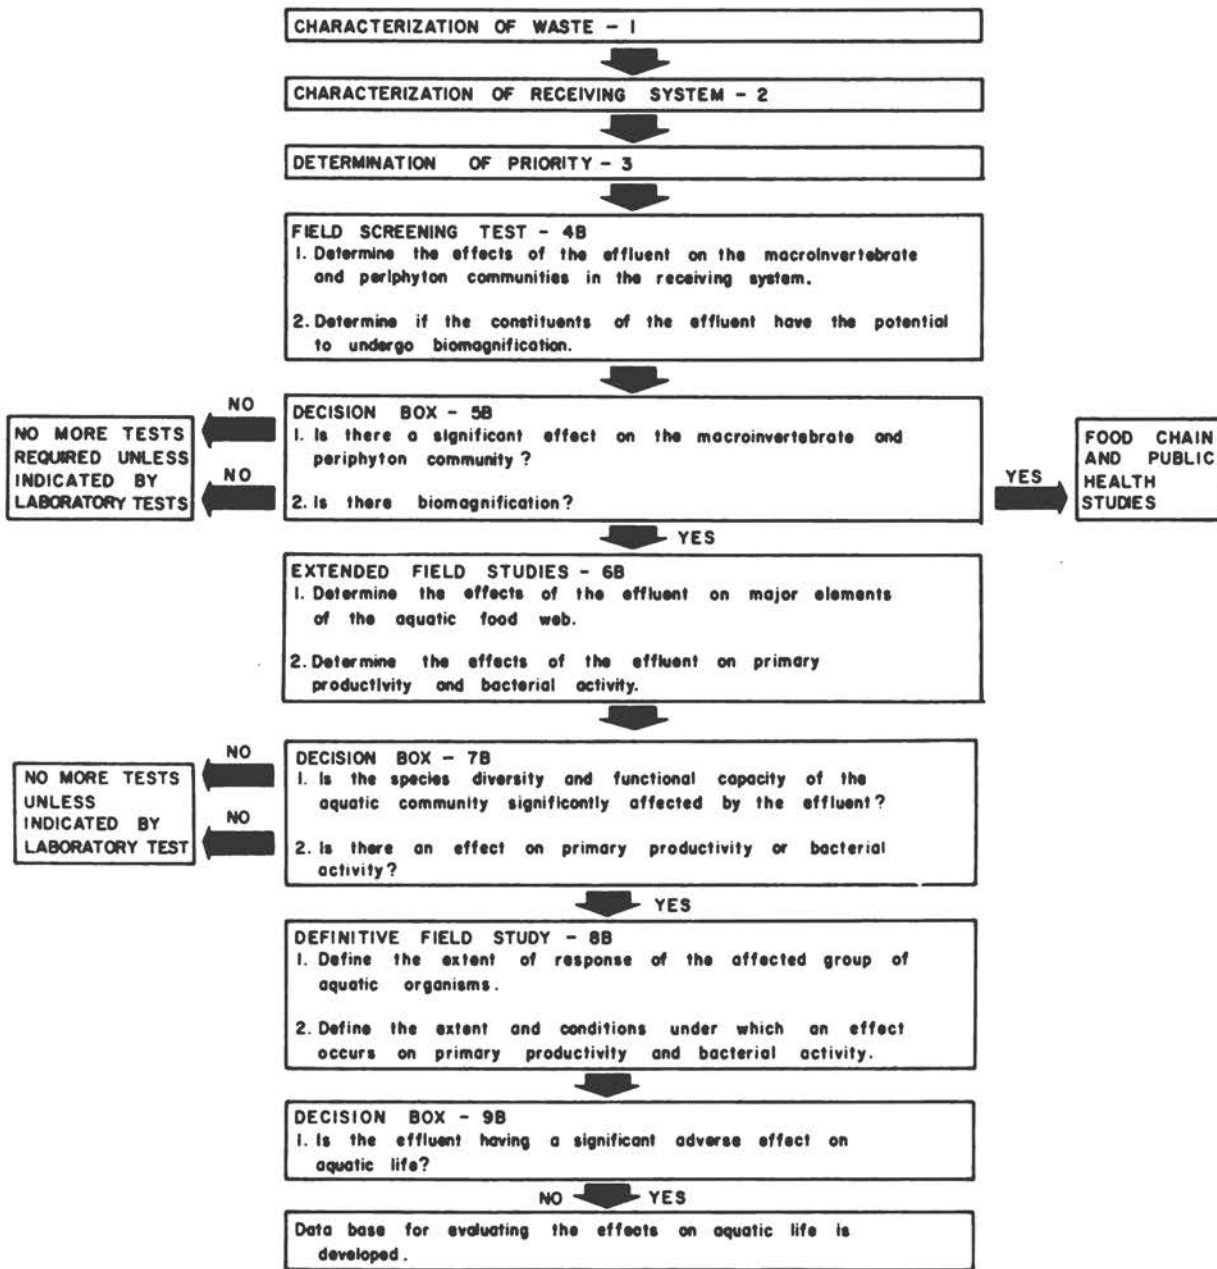 CHARACTERIZATION OF WASTE - 1
CHARACTERIZATION OF RECEIVING SYSTEM - 2
DETERMINATION OF PRIORITY - 3
FIELD SCREENING TEST - 4B
1. Determine the effects of the effluent on the macroinvertebrate
and periphyton communities in the receiving system.
2. Determine if the constituents of the effluent have the potential
to undergo biomagnification.
NO
NO
NO MORE TESTS
REQUIRED UNLESS
INDICATED BY
LABORATORY TESTS
DECISION BOX - 5B
1. Is there a significant effect on the macroinvertebrate and
periphyton community?
2. Is there biomagnification?
YES
FOOD CHAIN
AND PUBLIC
HEALTH
STUDIES
YES
EXTENDED FIELD STUDIES - 6B
1. Determine the effects of the effluent on major elements
of the aquatic food web.
2. Determine the effects of the effluent on primary
productivity and bacterial activity.
NO
NO
NO MORE TESTS
UNLESS
INDICATED BY
LABORATORY TEST
DECISION BOX - 7B
1. Is the species diversity and functional capacity of the
aquatic community significantly affected by the effluent?
2. Is there an effect on primary productivity or bacterial
activity?
YES
DEFINITIVE FIELD STUDY - 8B
1. Define the extent of response of the affected group of
aquatic organisms.
2. Define the extent and conditions under which an effect
occurs on primary productivity and bacterial activity.
DECISION BOX - 9B
1. Is the effluent having a significant adverse effect on
aquatic life?
NO YES
Data base for evaluating the effects on aquatic life is
developed.